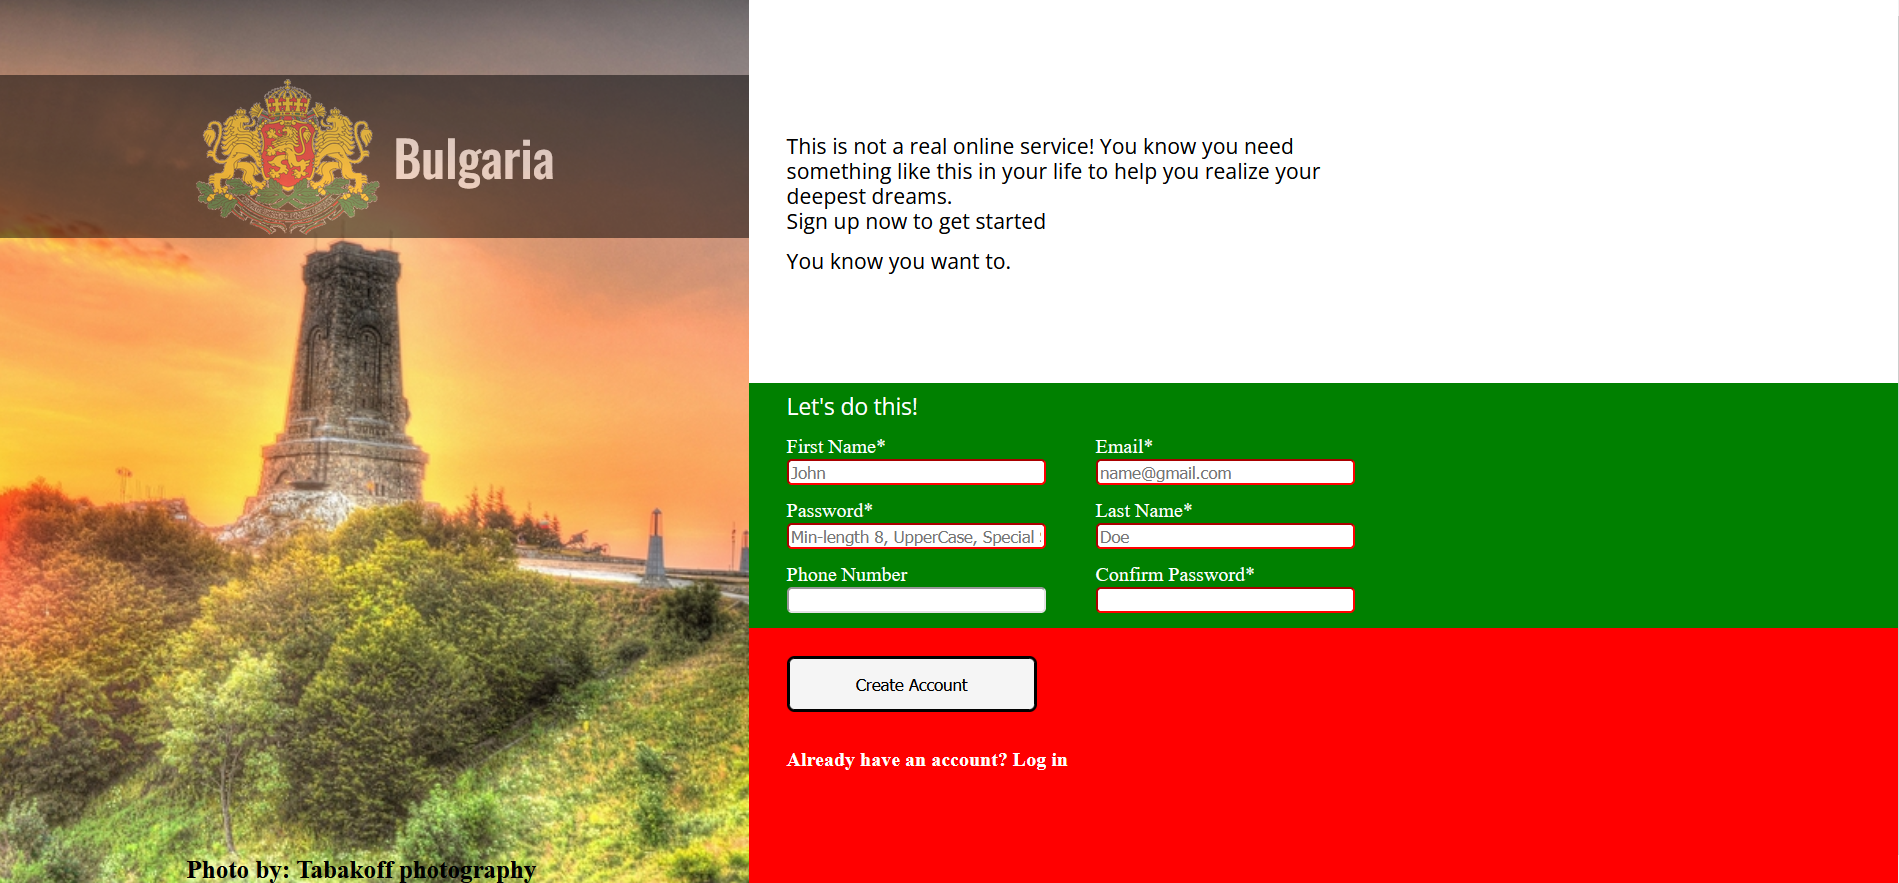 Bulgaria
This is not a real online service! You know you need
something like this in your life to help you realize your
deepest dreams.
Sign up now to get started
You know you want to.
Let's do this!
First Name*
John
Email*
name@gmail.com
Password*
Min-length 8, UpperCase, Special
Last Name*
Doe
Phone Number
Confirm Password*
Create Account
Already have an account? Log in
Photo by: Tabakoff photography